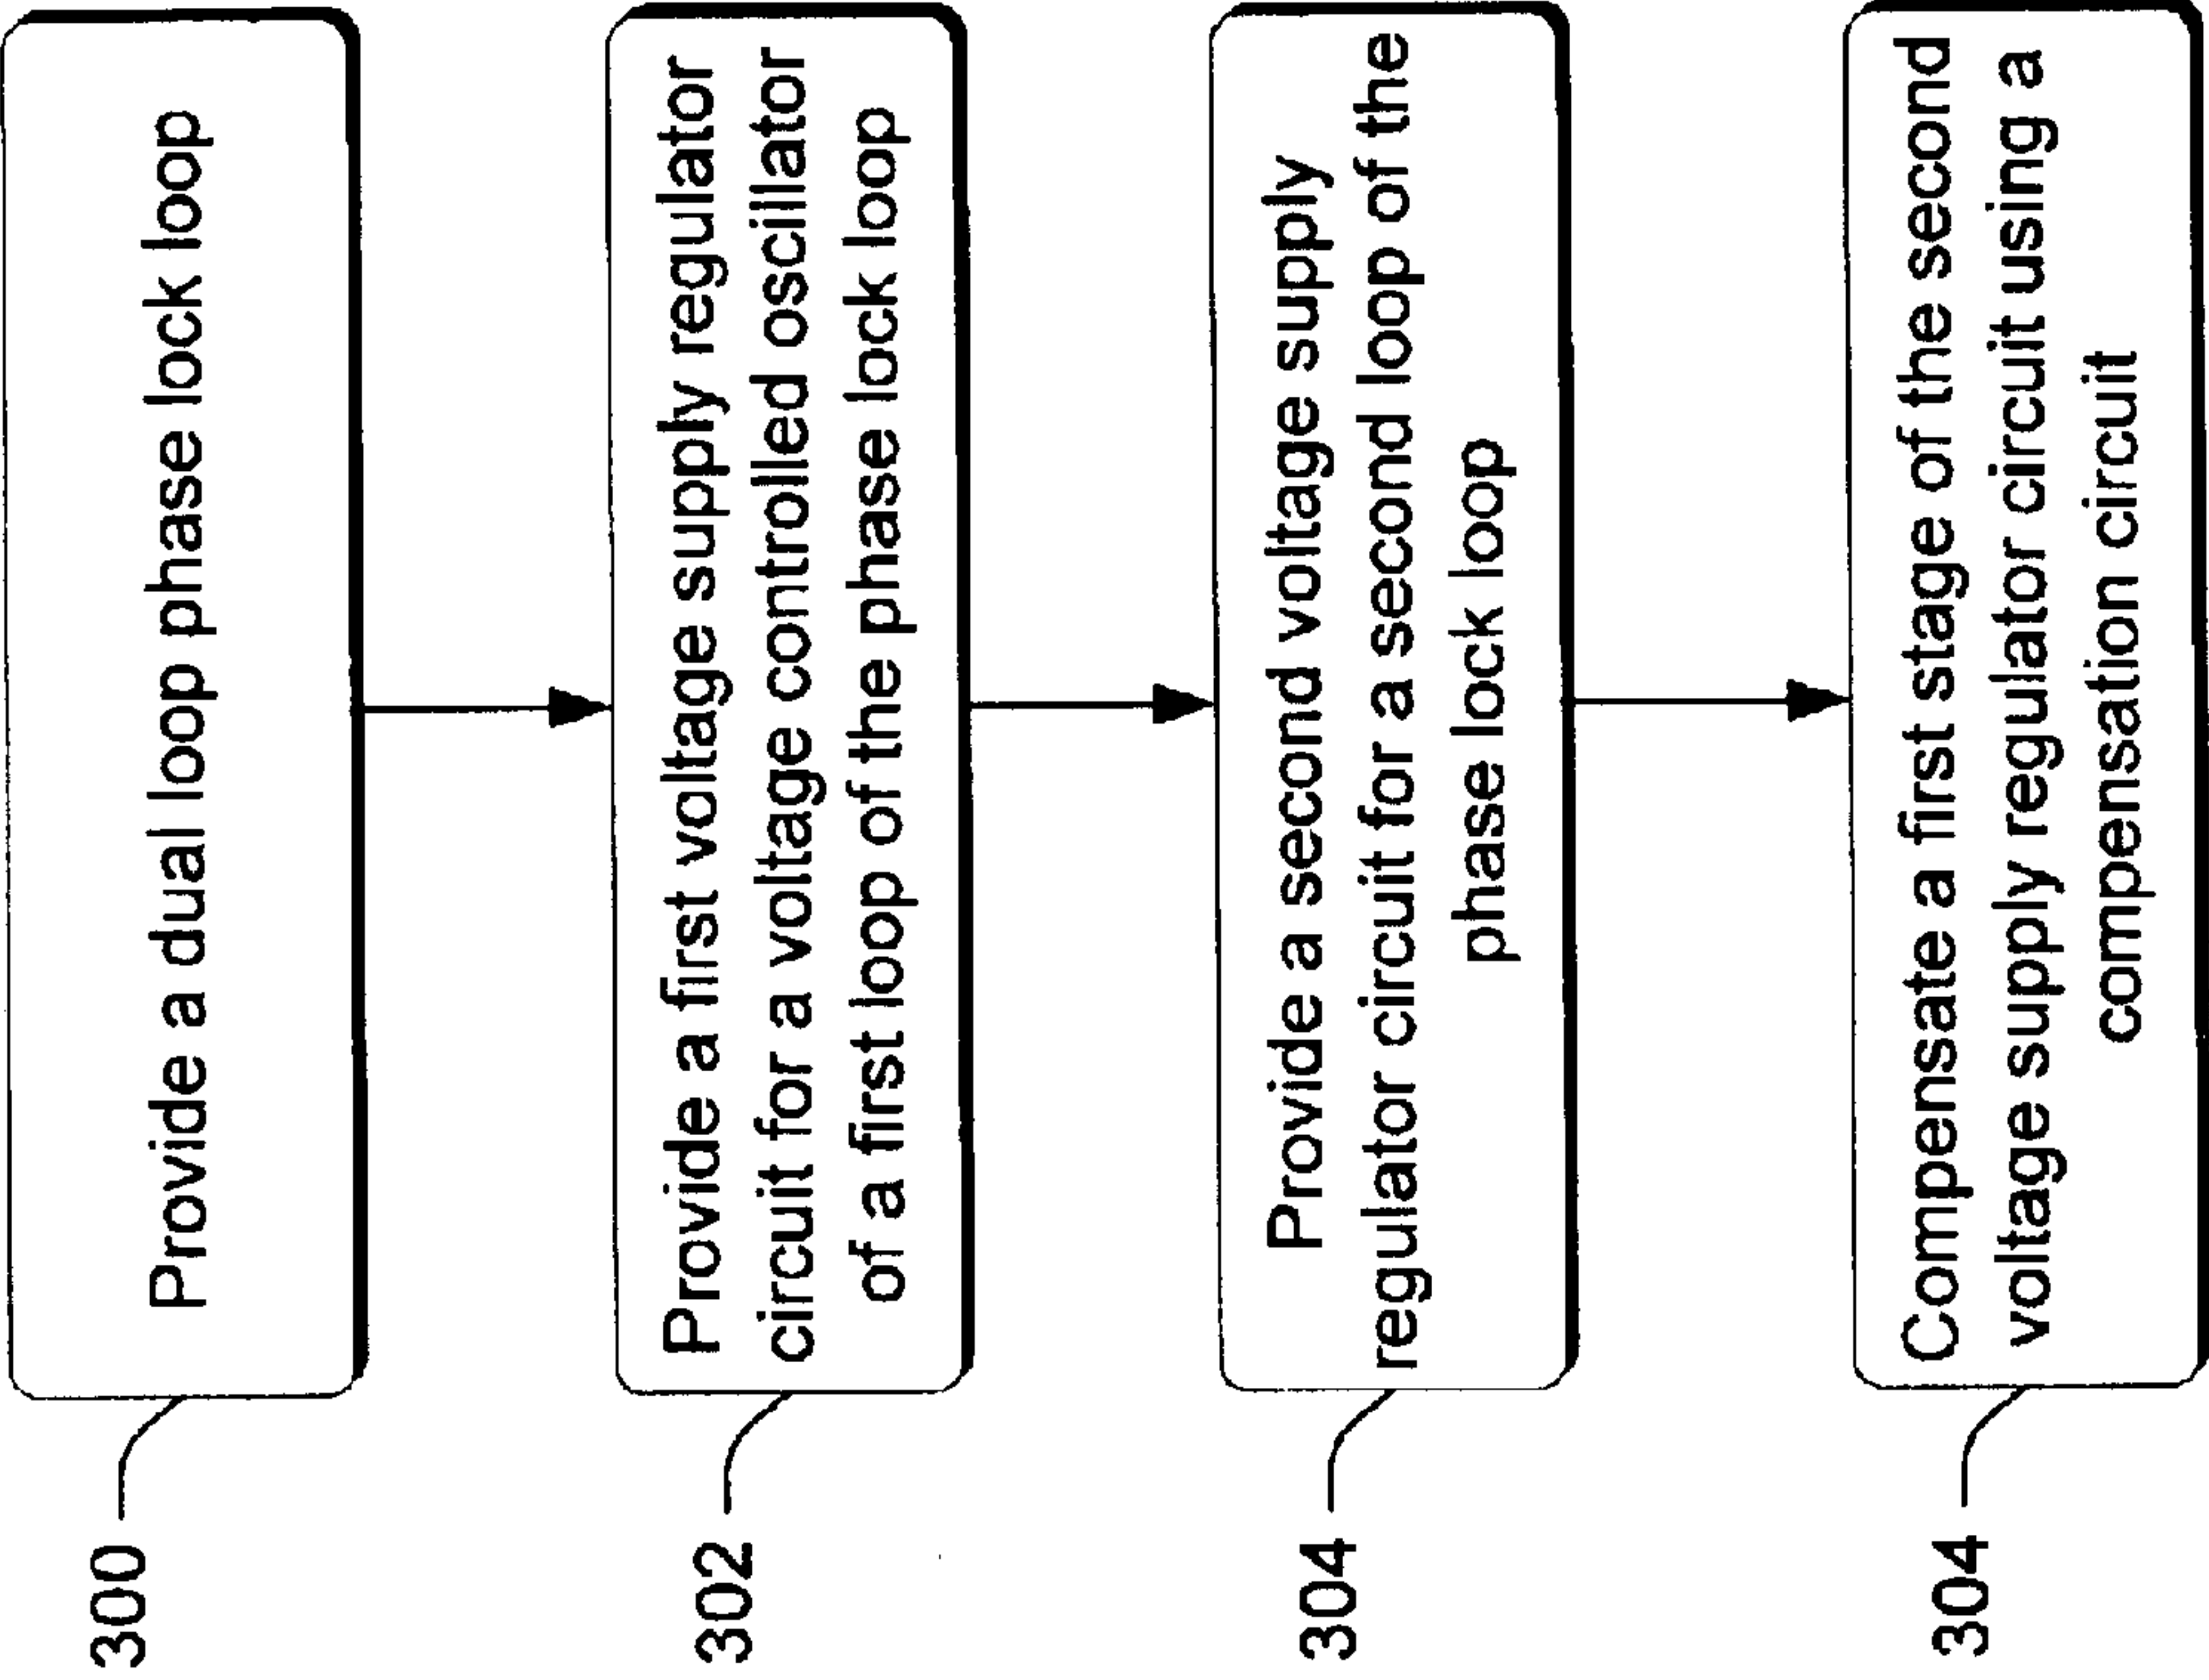 300
Provide a dual loop phase lock loop
302
Provide a first voltage supply regulator
circuit for a voltage controlled oscillator
of a first loop of the phase lock loop
304
Provide a second voltage supply
regulator circuit for a second loop of the
phase lock loop
304
Compensate a first stage of the second
voltage supply regulator circuit using a
compensation circuit